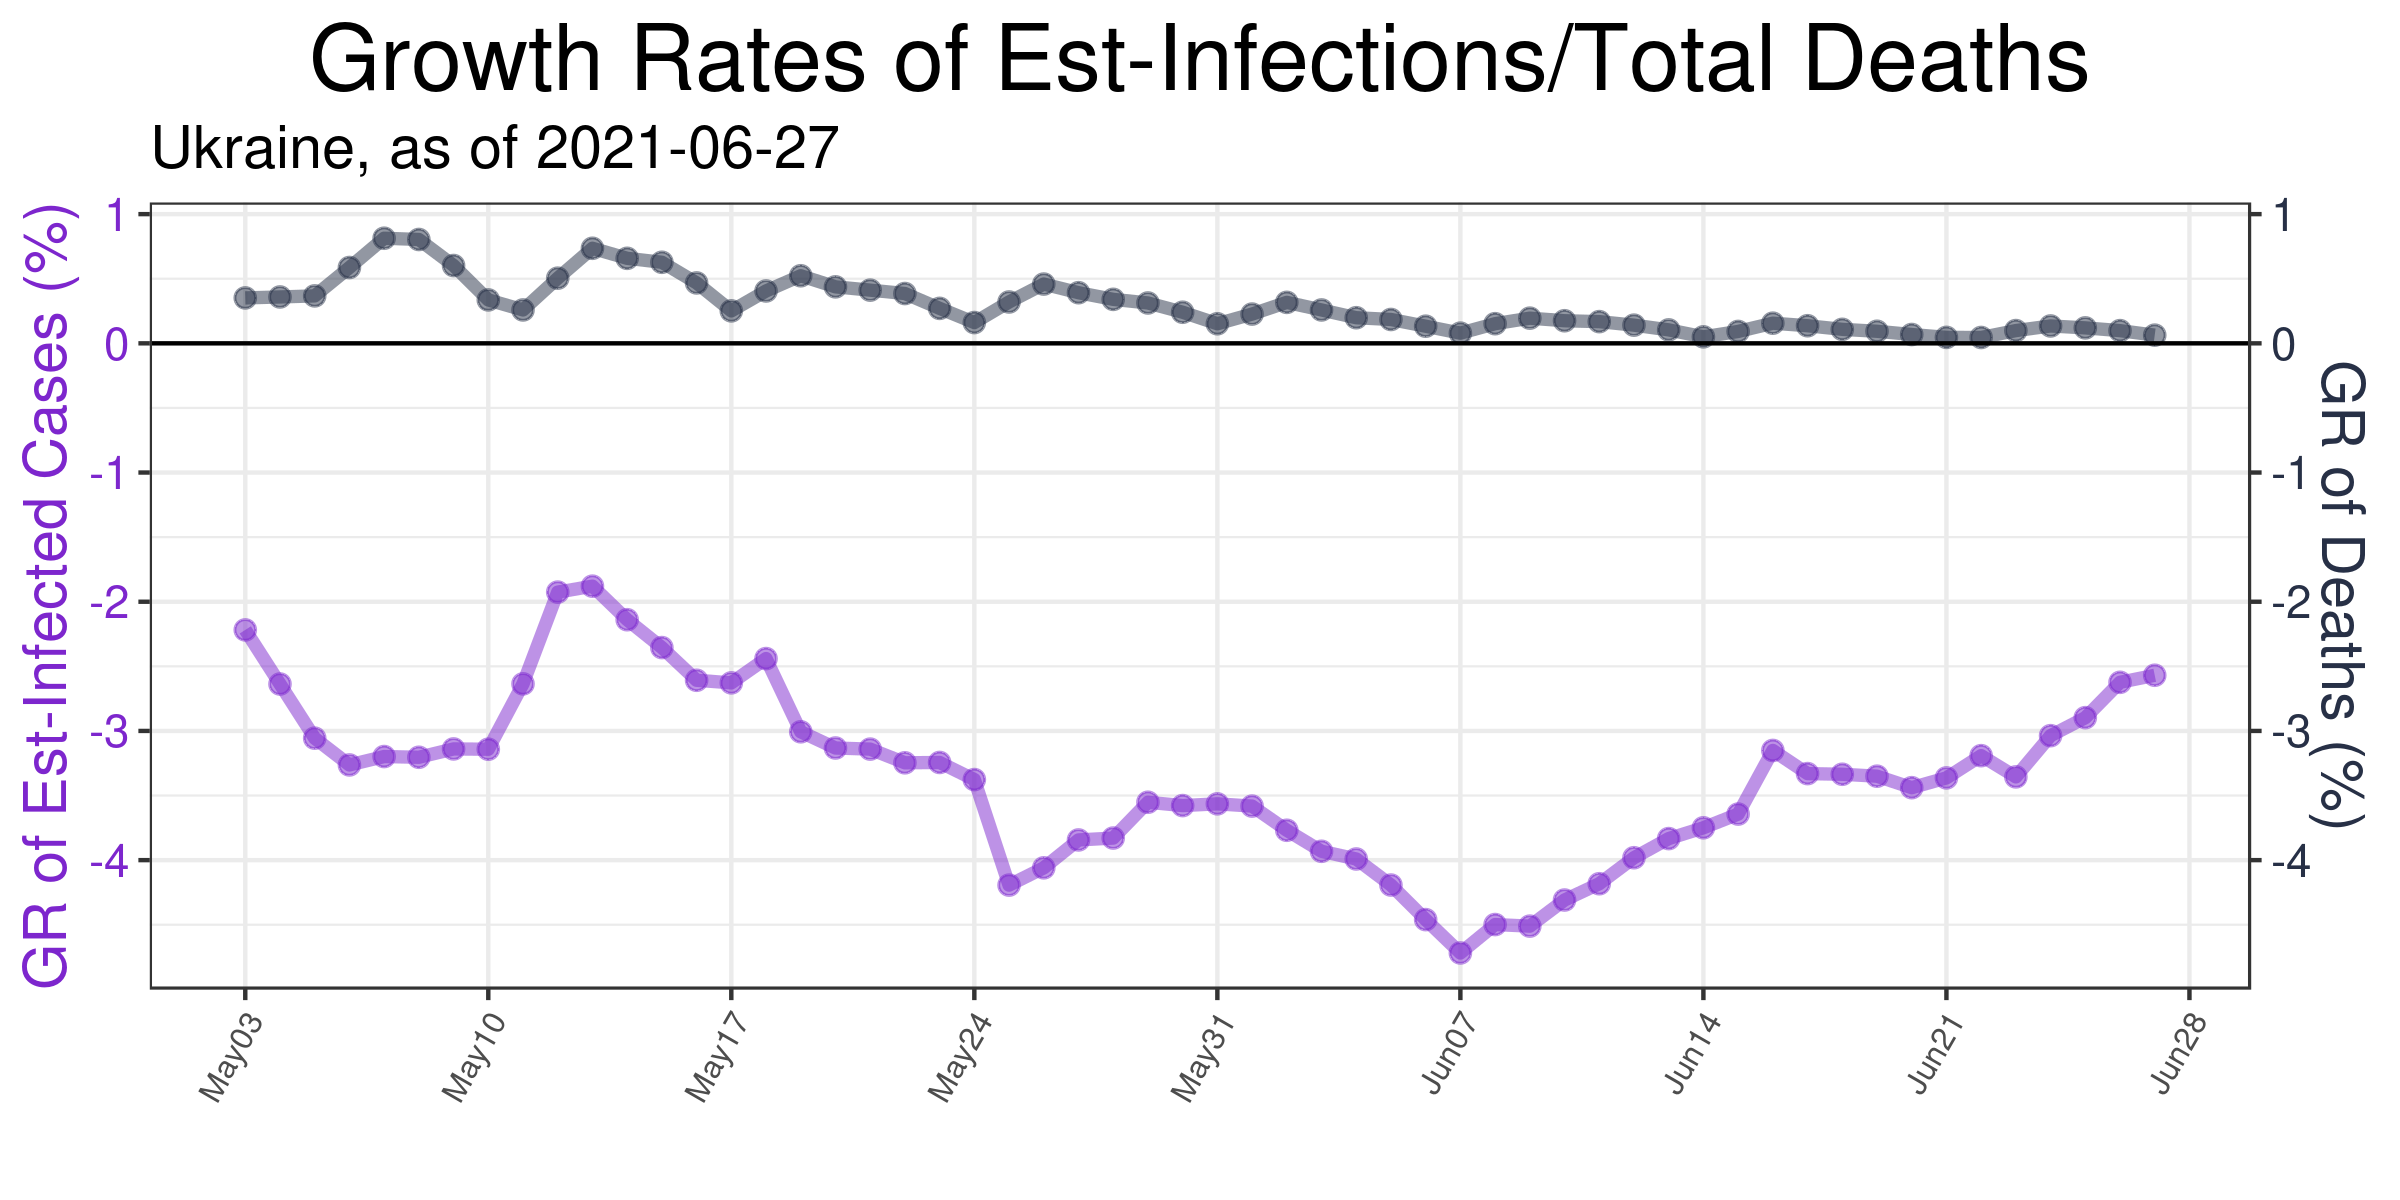 Growth Rates of Est-Infections/Total Deaths
Ukraine, as of 2021-06-27
GR of Est-Infected Cases (%)
1
0
-1
-2
-3
-4
1
0
-1
-2
-3
-4
GR of Deaths (%)
May03
May10
May17
May24
May31
Jun07
Jun14
Jun21
Jun28